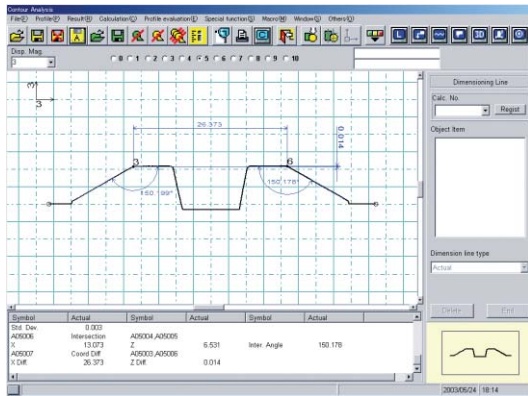 Contour Analysis
File(F) Profile(P) Result(R) Calculation(C) Profile evaluation(E) Special function(S) Macro(M) Window(W) Others(O)
Disp. Mag.
3
0 1 2 3 4 5 6 7 8 9 10
Dimensioning Line
Calc. No.
Regist
Object Item
3
26.373
0.014
3
6
150.178°
Dimension line type
Actual
Delete
End
Symbol Actual Symbol Actual Symbol Actual
Std. Dev. 0.003
A05006 Intersection A05004,A05005
X 13.073 Z 6.531 Inter. Angle 150.178
A05007 Coord Diff A05003,A05006
X Diff. 26.373 Z Diff. 0.014
2003/05/24 18:14